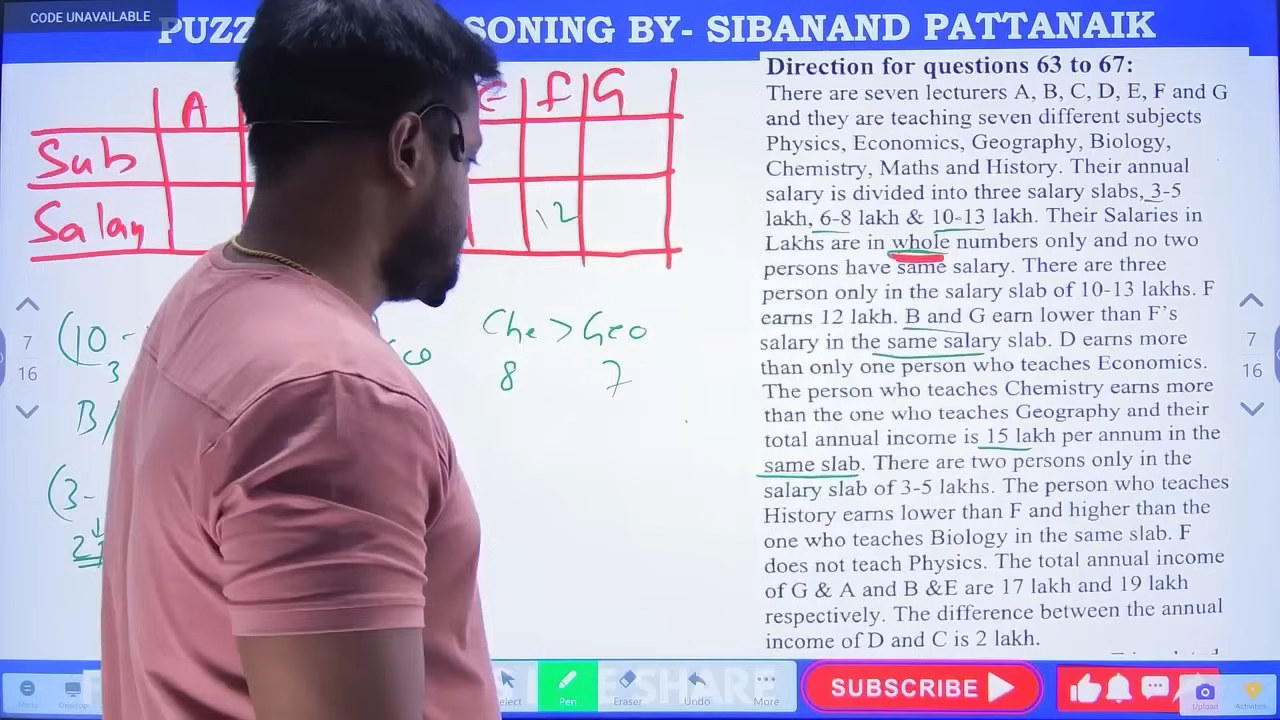 CODE UNAVAILABLE
PUZZ SONING BY- SIBANAND PATTANAIK
A F G
Sub
Salary 12
(10 -
3
B/
(3-
Che > Geo
8 7
7
16
Direction for questions 63 to 67:
There are seven lecturers A, B, C, D, E, F and G
and they are teaching seven different subjects
Physics, Economics, Geography, Biology,
Chemistry, Maths and History. Their annual
salary is divided into three salary slabs, 3-5
lakh, 6-8 lakh & 10-13 lakh. Their Salaries in
Lakhs are in whole numbers only and no two
persons have same salary. There are three
person only in the salary slab of 10-13 lakhs. F
earns 12 lakh. B and G earn lower than F's
salary in the same salary slab. D earns more
than only one person who teaches Economics.
The person who teaches Chemistry earns more
than the one who teaches Geography and their
total annual income is 15 lakh per annum in the
same slab. There are two persons only in the
salary slab of 3-5 lakhs. The person who teaches
History earns lower than F and higher than the
one who teaches Biology in the same slab. F
does not teach Physics. The total annual income
of G & A and B &E are 17 lakh and 19 lakh
respectively. The difference between the annual
income of D and C is 2 lakh.
7
16
Menu
Desktop
elect
Pen
Eraser
Undo
More
SUBSCRIBE
Upload
Activities